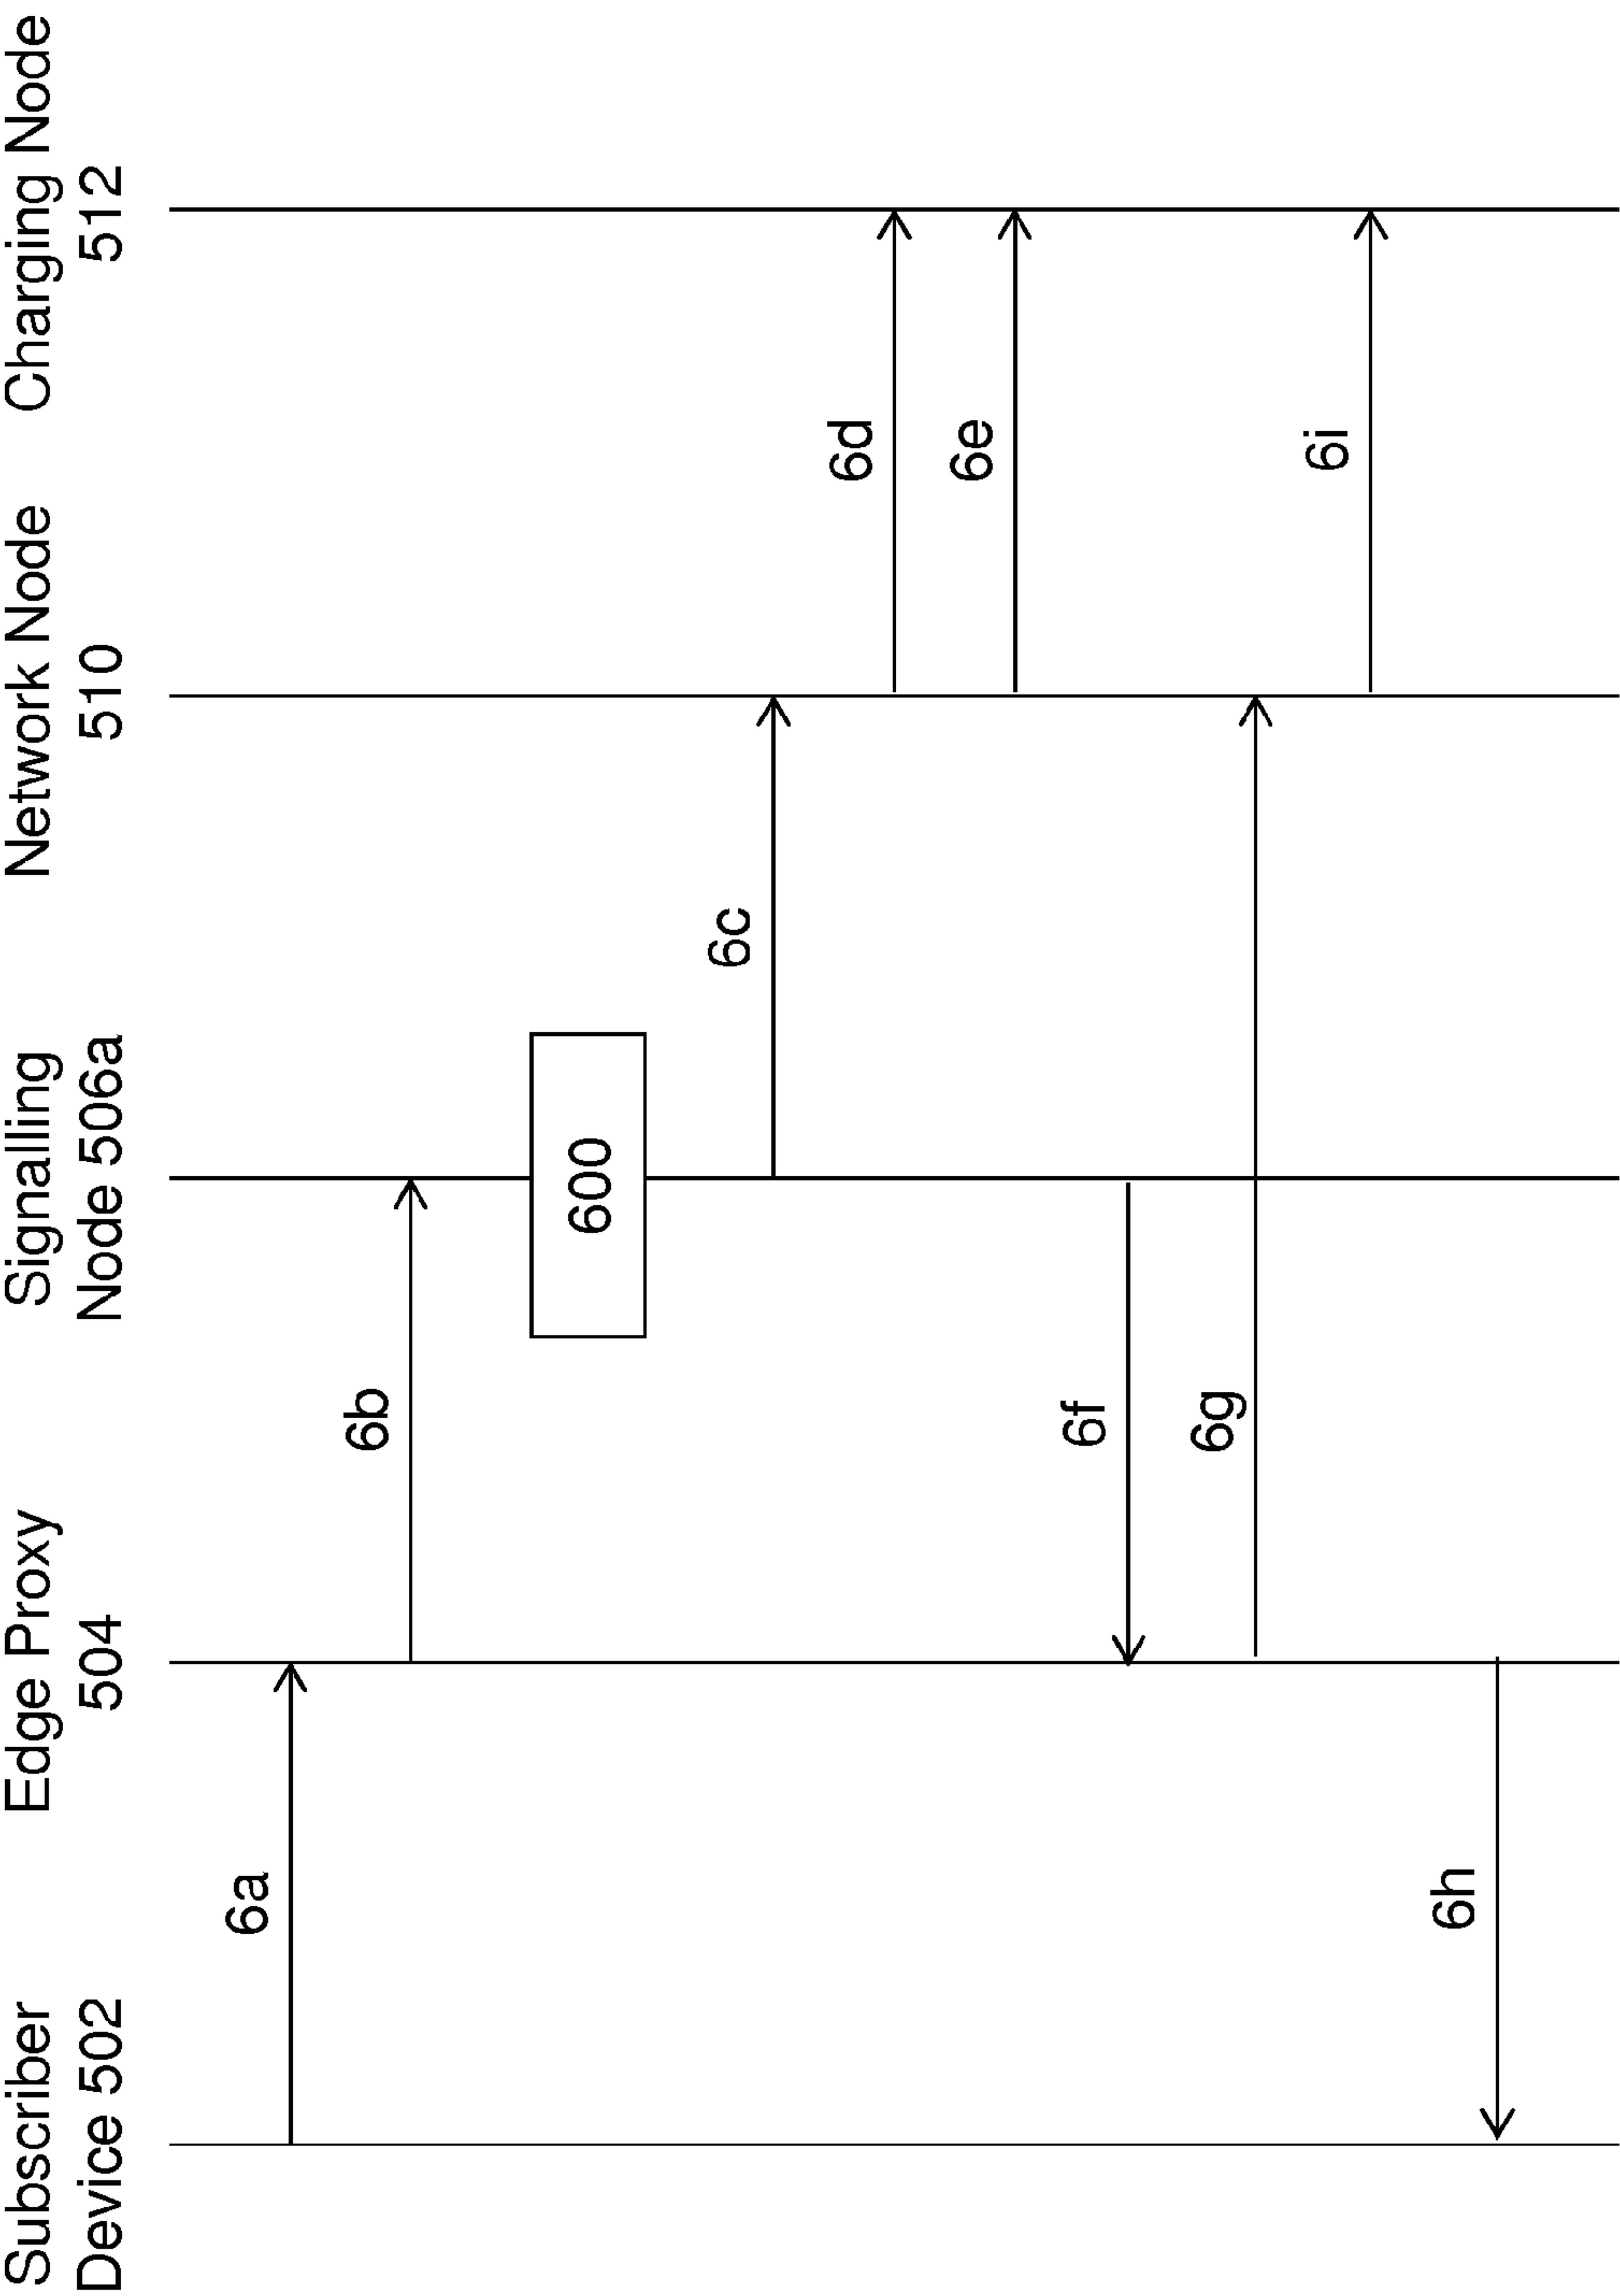 Subscriber
Device 502
Edge Proxy
504
Signalling
Node 506a
Network Node
510
Charging Node
512
6a
6b
600
6c
6d
6e
6f
6g
6i
6h